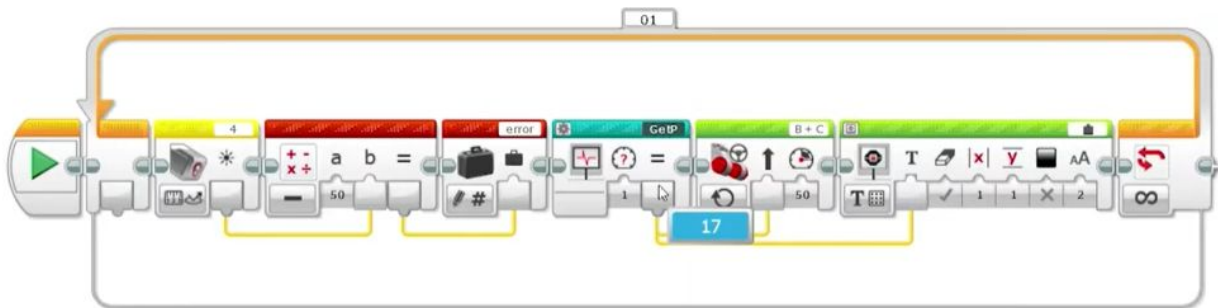 01
4 error GetP B + C
a b = ? = T |x| y AA
50 # 1 50 T 1 1 2
17